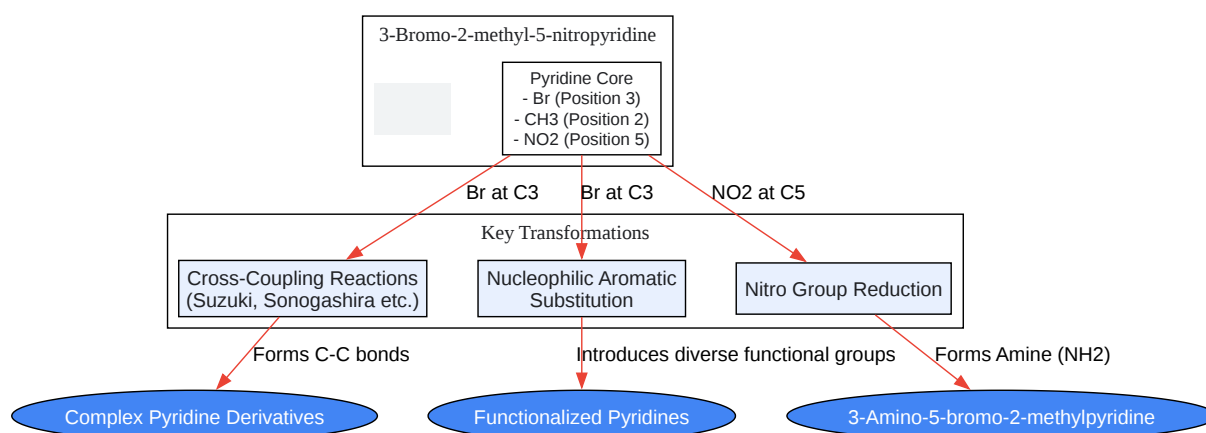 3-Bromo-2-methyl-5-nitropyridine
Pyridine Core
- Br (Position 3)
- CH3 (Position 2)
- NO2 (Position 5)
Br at C3
Br at C3
NO2 at C5
Key Transformations
Cross-Coupling Reactions
(Suzuki, Sonogashira etc.)
Nucleophilic Aromatic
Substitution
Nitro Group Reduction
Forms C-C bonds
Introduces diverse functional groups
Forms Amine (NH2)
Complex Pyridine Derivatives
Functionalized Pyridines
3-Amino-5-bromo-2-methylpyridine